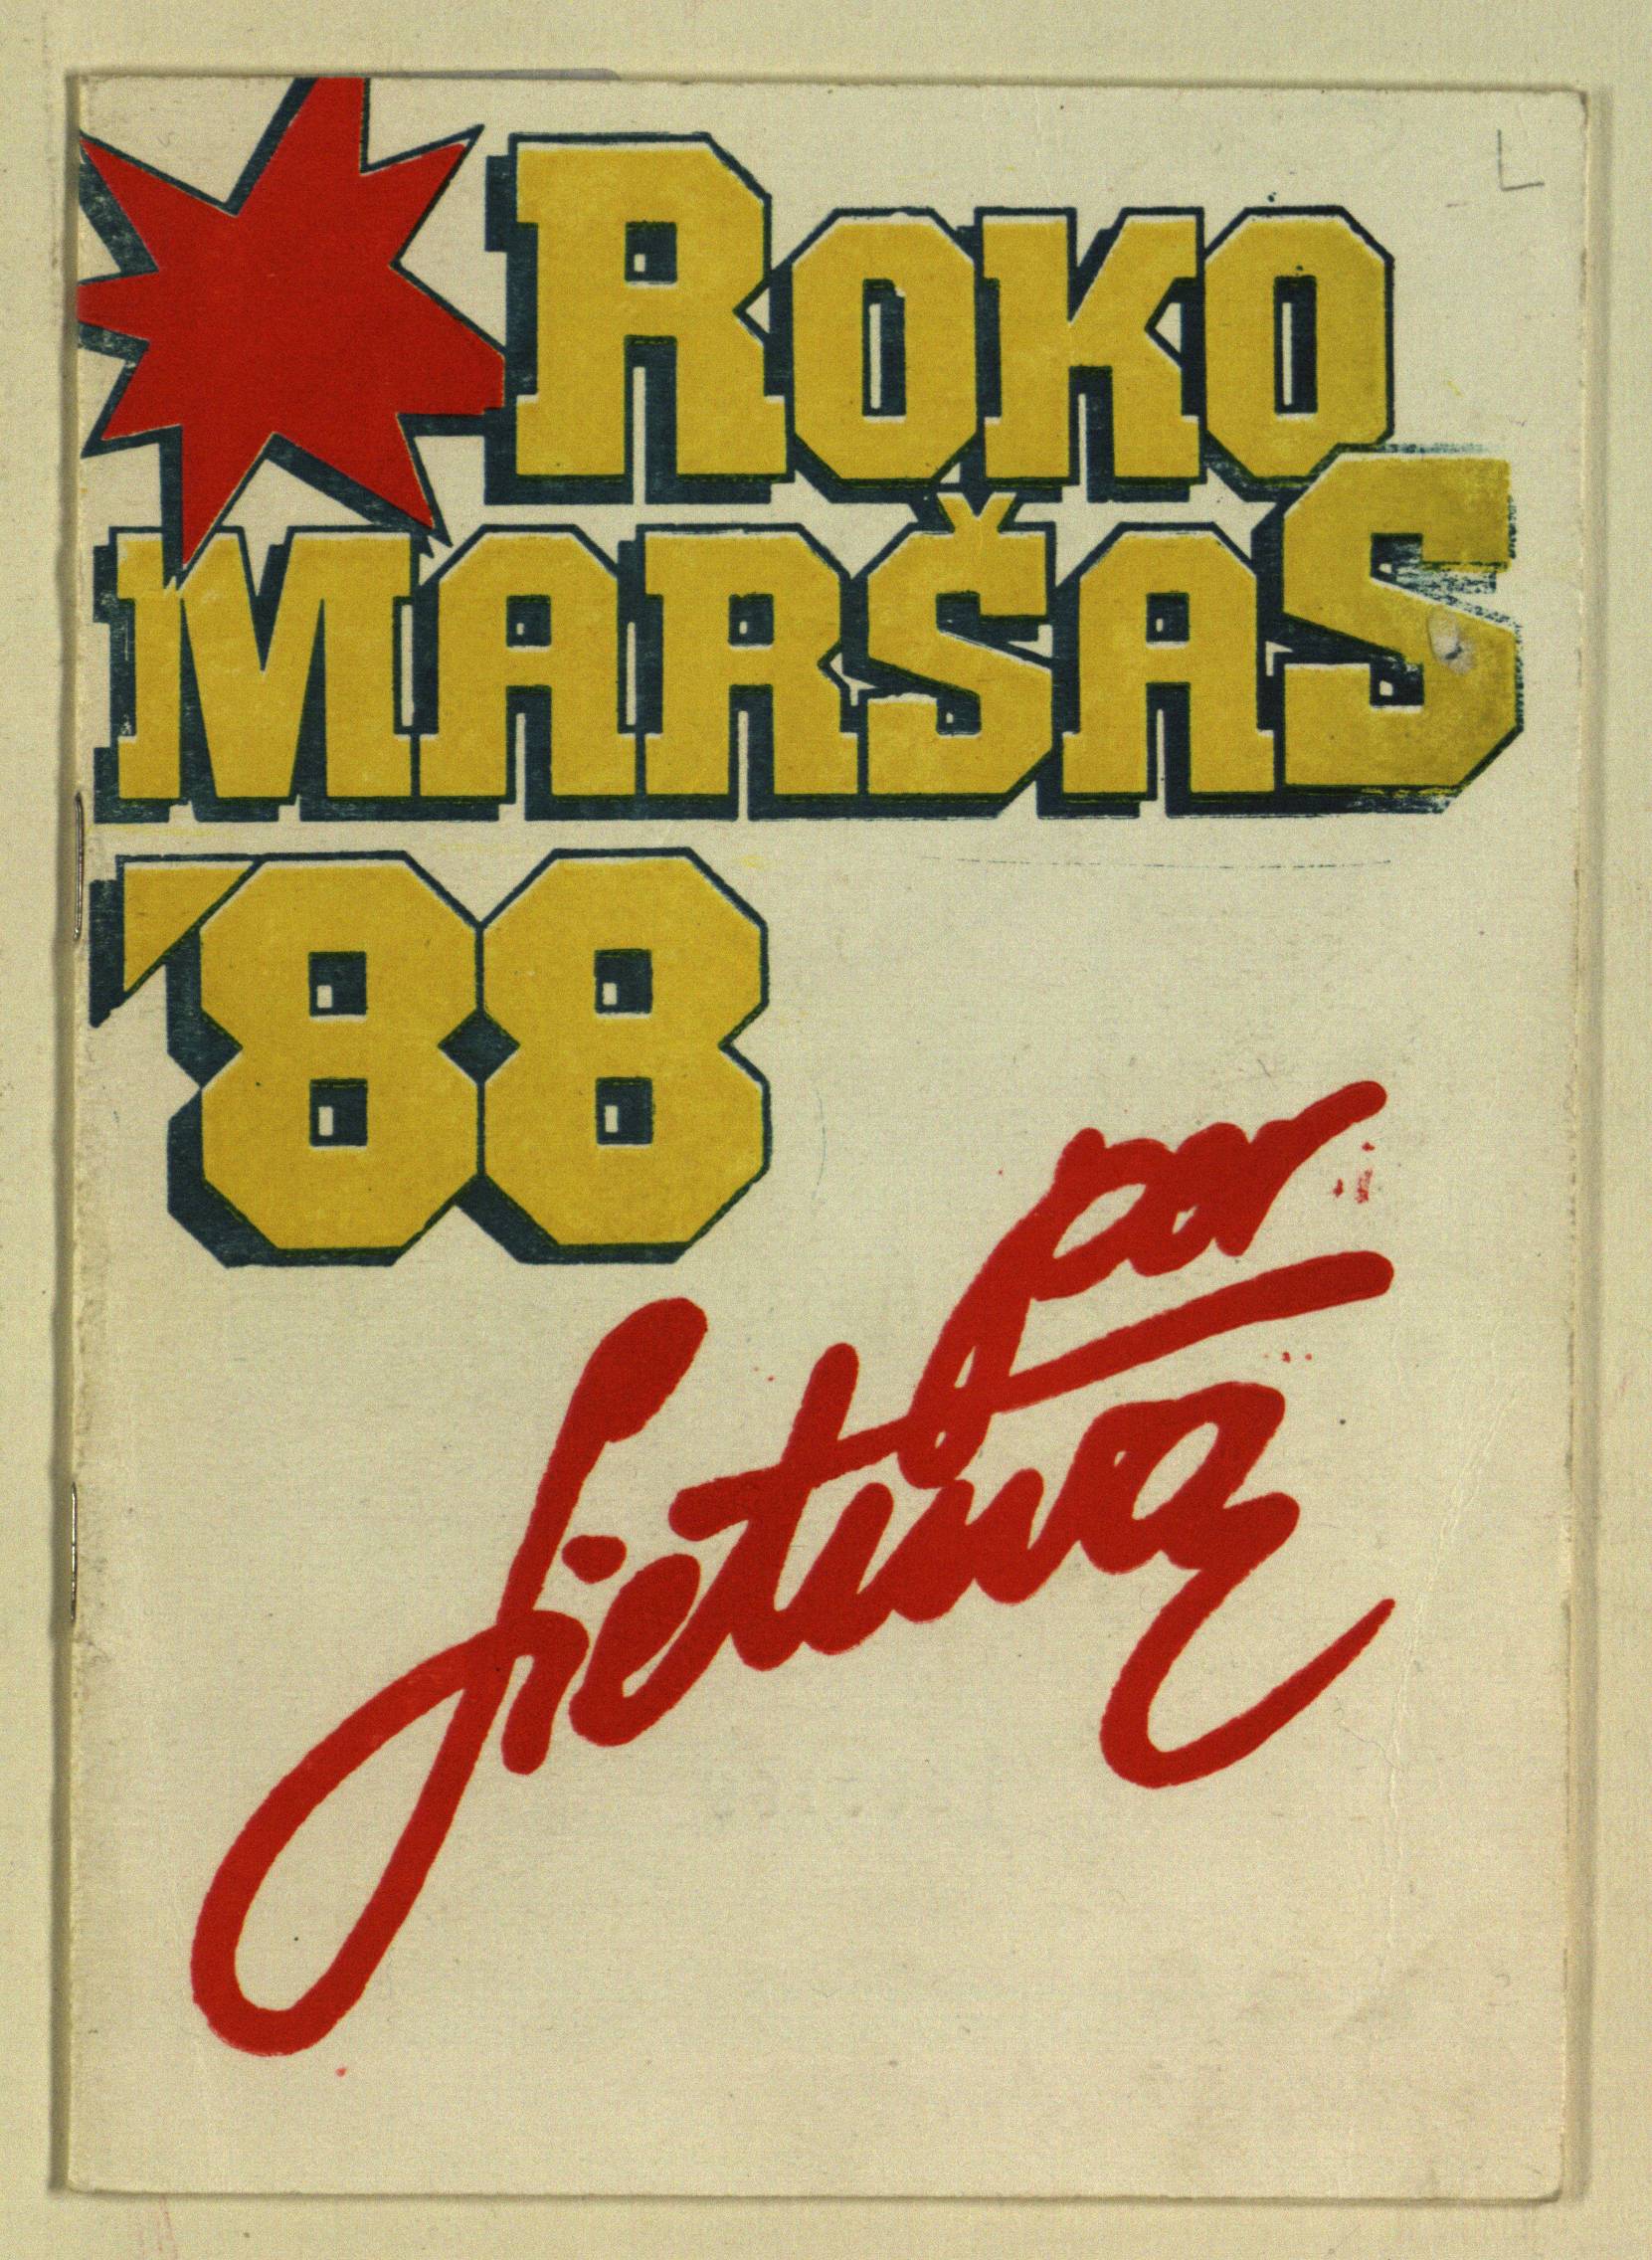 ROKO
MARŠAS
'88
per
Lietuvą